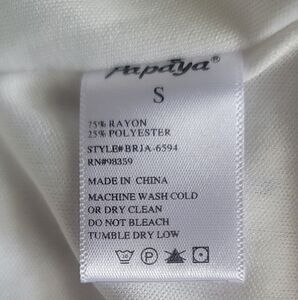 Papaya®
S
75% RAYON
25% POLYESTER
STYLE# BRJA-6594
RN#98359
MADE IN CHINA
MACHINE WASH COLD
OR DRY CLEAN
DO NOT BLEACH
TUMBLE DRY LOW